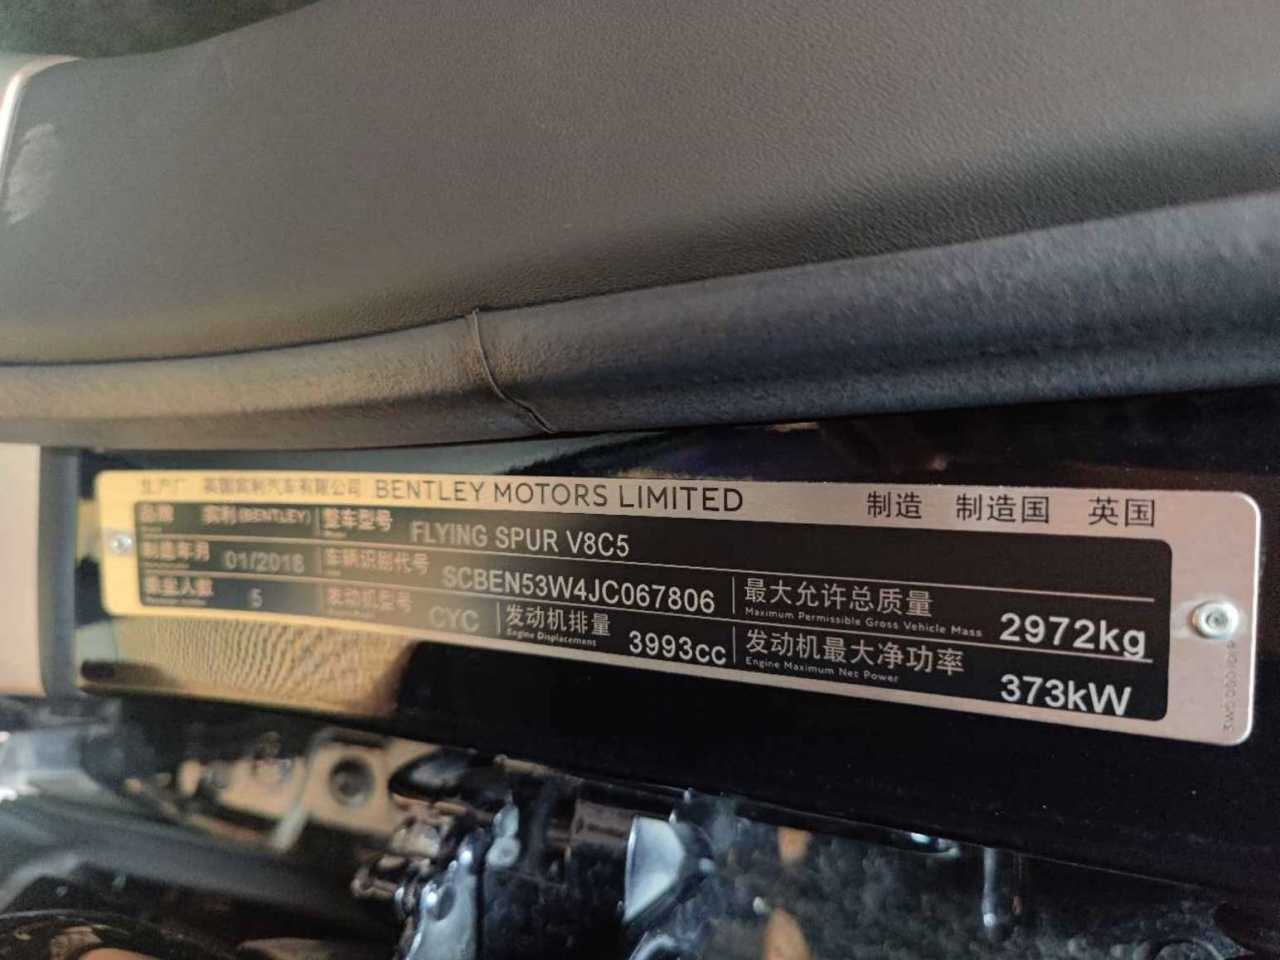 生产厂 英国宾利汽车有限公司 BENTLEY MOTORS LIMITED 制造 制造国 英国
品牌 宾利(BENTLEY) 整车型号 FLYING SPUR V8C5
制造年月 01/2018 车辆识别代号 SCBEN53W4JC067806 最大允许总质量 Maximum Permissible Gross Vehicle Mass 2972kg
乘坐人数 5 发动机型号 CYC 发动机排量 Engine Displacement 3993cc 发动机最大净功率 Engine Maximum Net Power 373kW